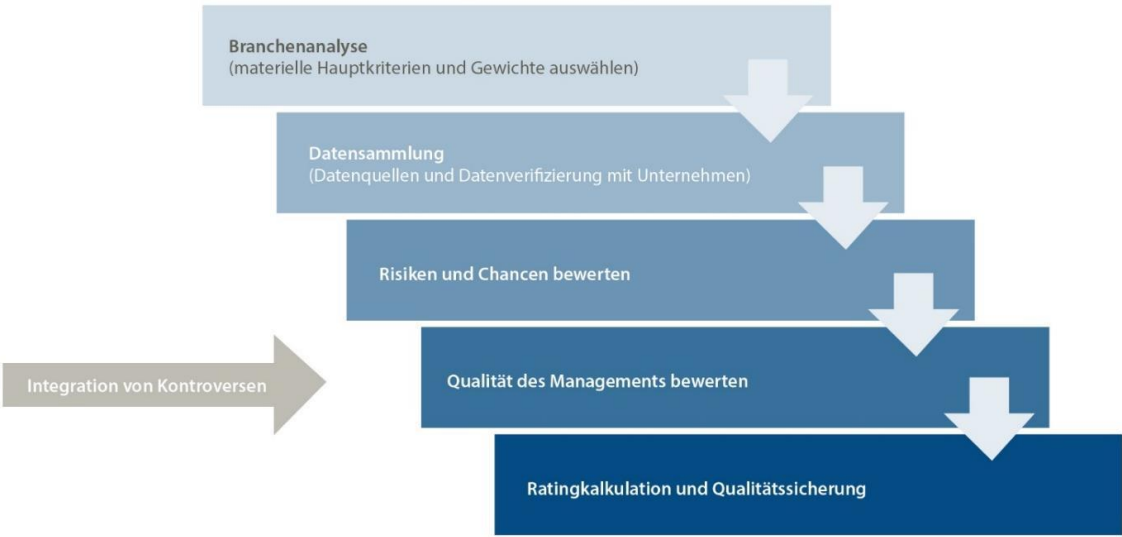 Branchenanalyse
(materielle Hauptkriterien und Gewichte auswählen)
Datensammlung
(Datenquellen und Datenverifizierung mit Unternehmen)
Risiken und Chancen bewerten
Integration von Kontroversen
Qualität des Managements bewerten
Ratingkalkulation und Qualitätssicherung